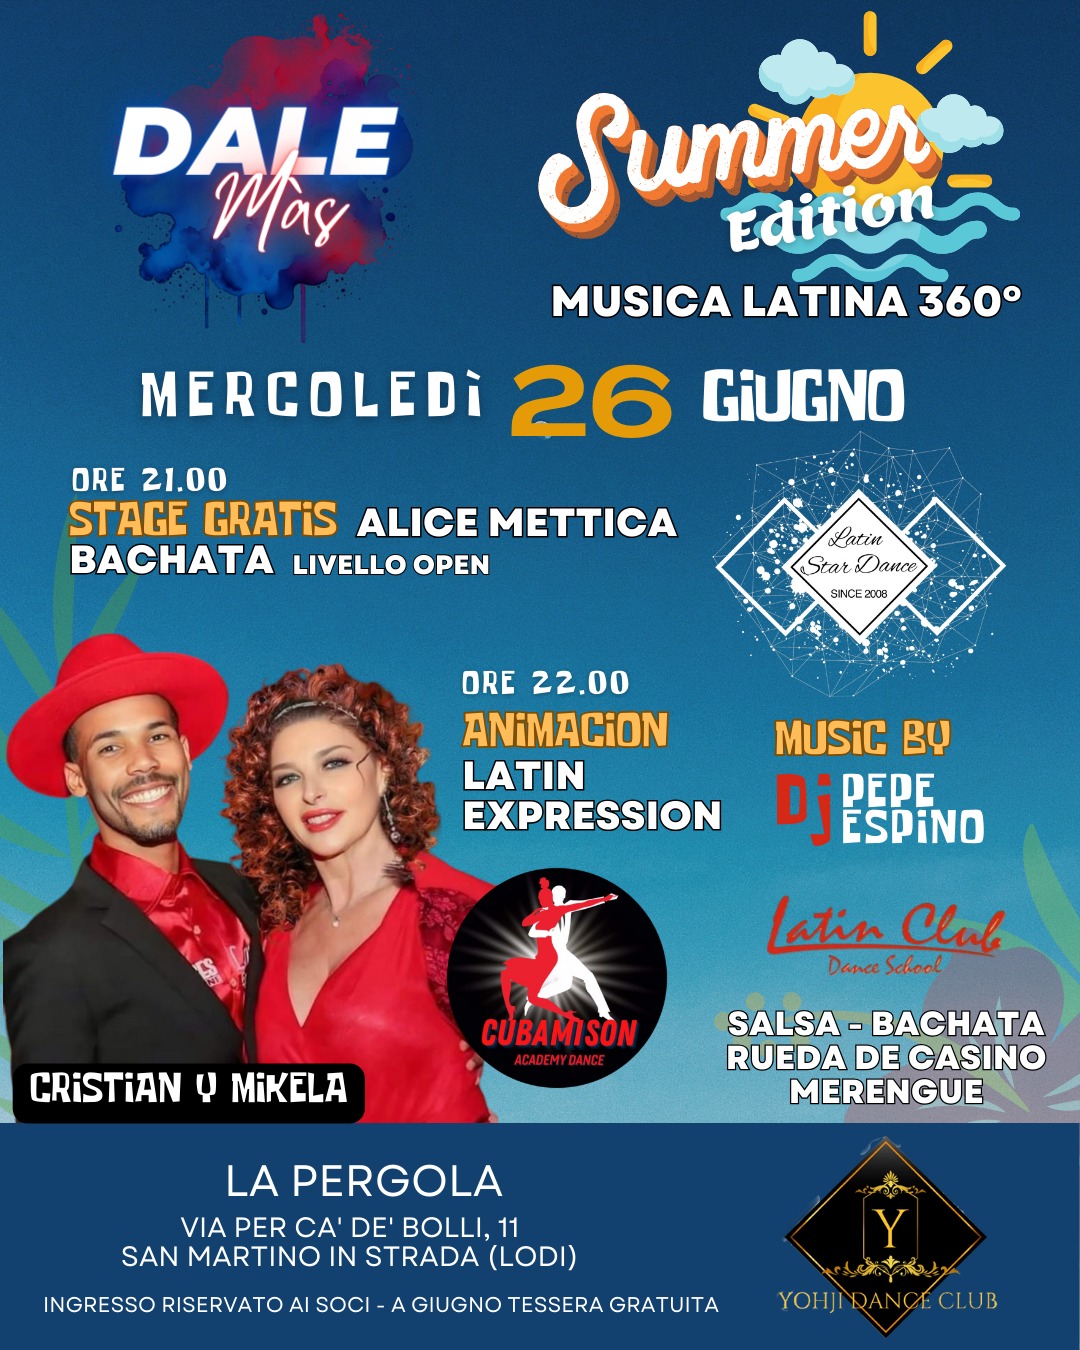 DALE
Màs
Summer
Edition
MUSICA LATINA 360°
MERCOLEDì 26 GiUGNO
ORE 21.00
STAGE GRATiS ALICE METTICA
BACHATA LIVELLO OPEN
Latin
Star Dance
SINCE 2008
ORE 22.00
ANiMACiON
LATIN
EXPRESSION
MUSiC BY
Dj PEPE
ESPiNO
CUBAMISON
ACADEMY DANCE
Latin Club
Dance School
SALSA - BACHATA
RUEDA DE CASINO
MERENGUE
CRiSTiAN Y MiKELA
LA PERGOLA
VIA PER CA' DE' BOLLI, 11
SAN MARTINO IN STRADA (LODI)
INGRESSO RISERVATO AI SOCI - A GIUGNO TESSERA GRATUITA
Y
YOHJI DANCE CLUB